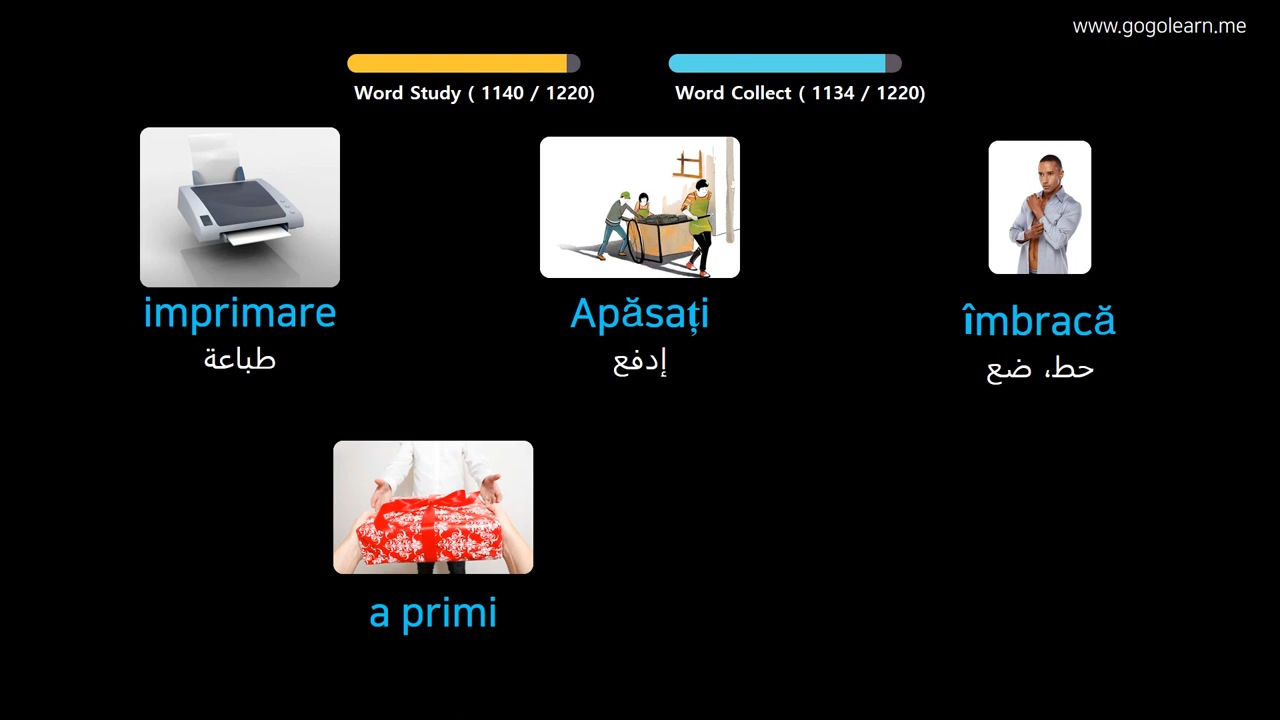 www.gogolearn.me
Word Study ( 1140 / 1220)
Word Collect ( 1134 / 1220)
imprimare
طباعة
Apăsați
إدفع
îmbracă
حط، ضع
a primi